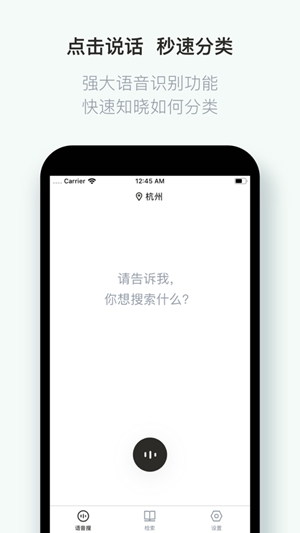 点击说话 秒速分类
强大语音识别功能
快速知晓如何分类
.... Carrier 12:45 AM
杭州
请告诉我，
你想搜索什么？
语音搜 检索 设置